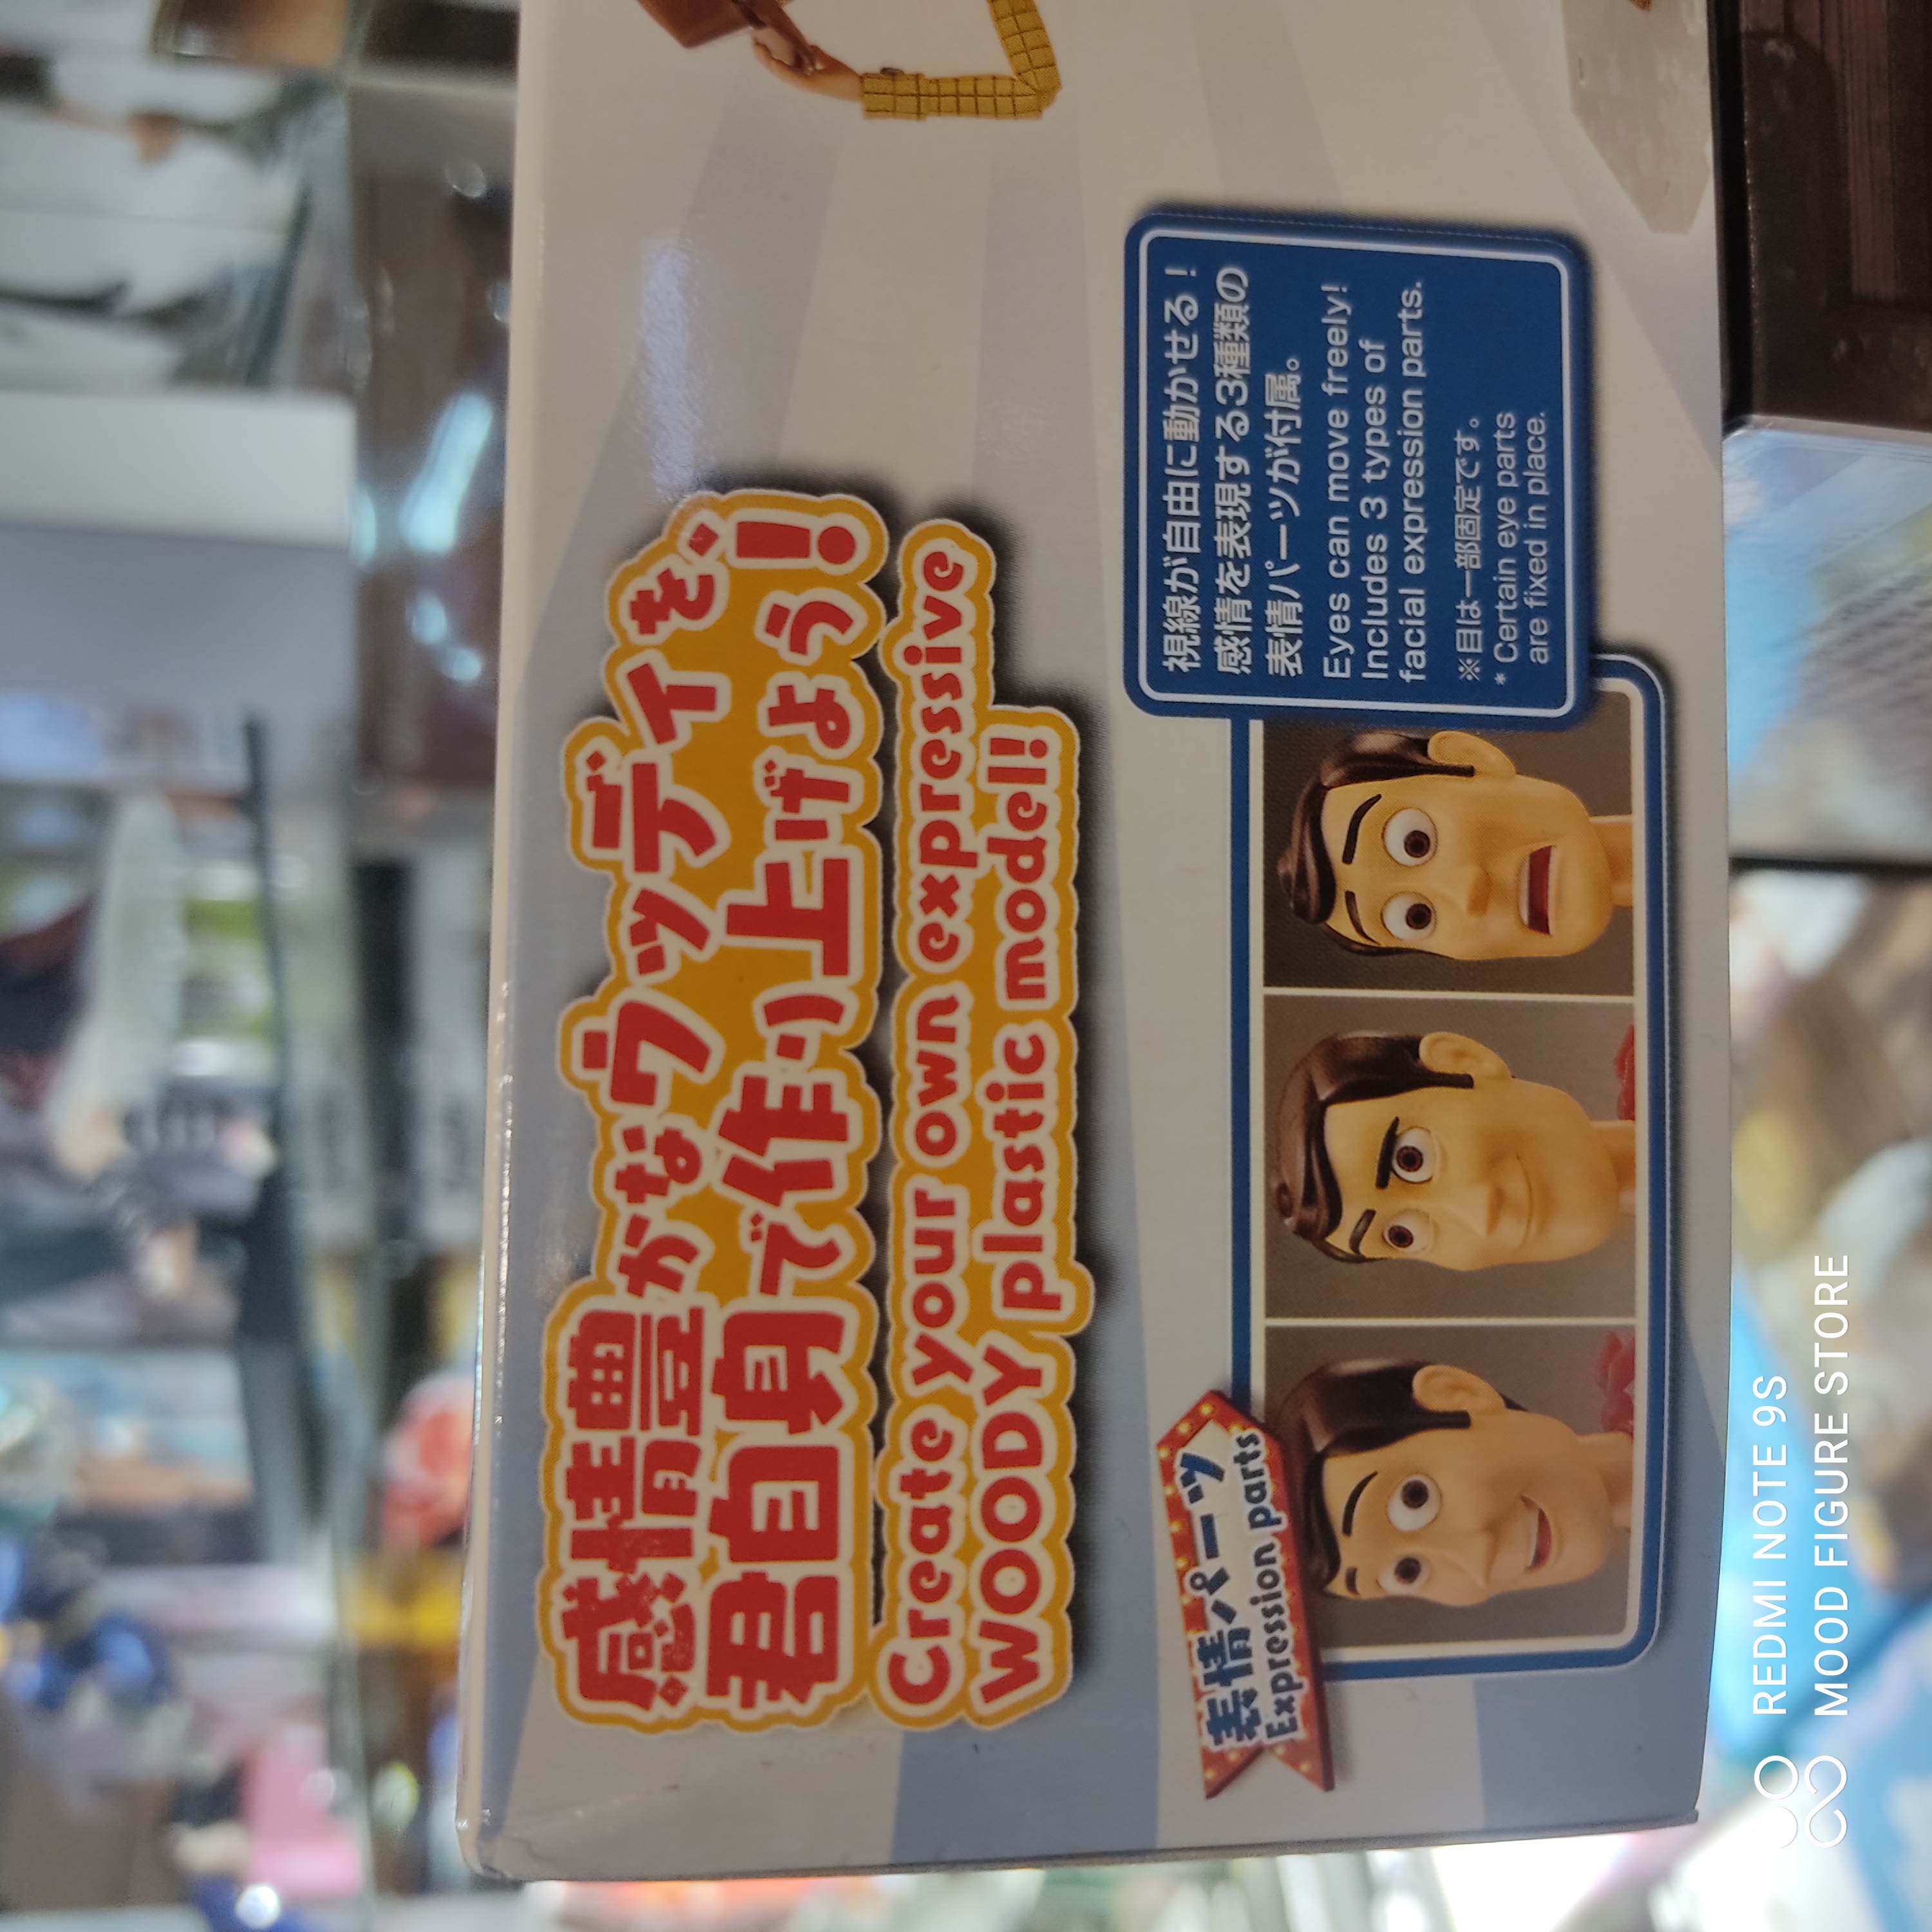 感情豊かなウッディを、
君自身で作り上げよう!
Create your own expressive
WOODY plastic model!
表情パーツ
Expression parts
視線が自由に動かせる!
感情を表現する3種類の
表情パーツが付属。
Eyes can move freely!
Includes 3 types of
facial expression parts.
※目は一部固定です。
* Certain eye parts
are fixed in place.
REDMI NOTE 9S
MOOD FIGURE STORE